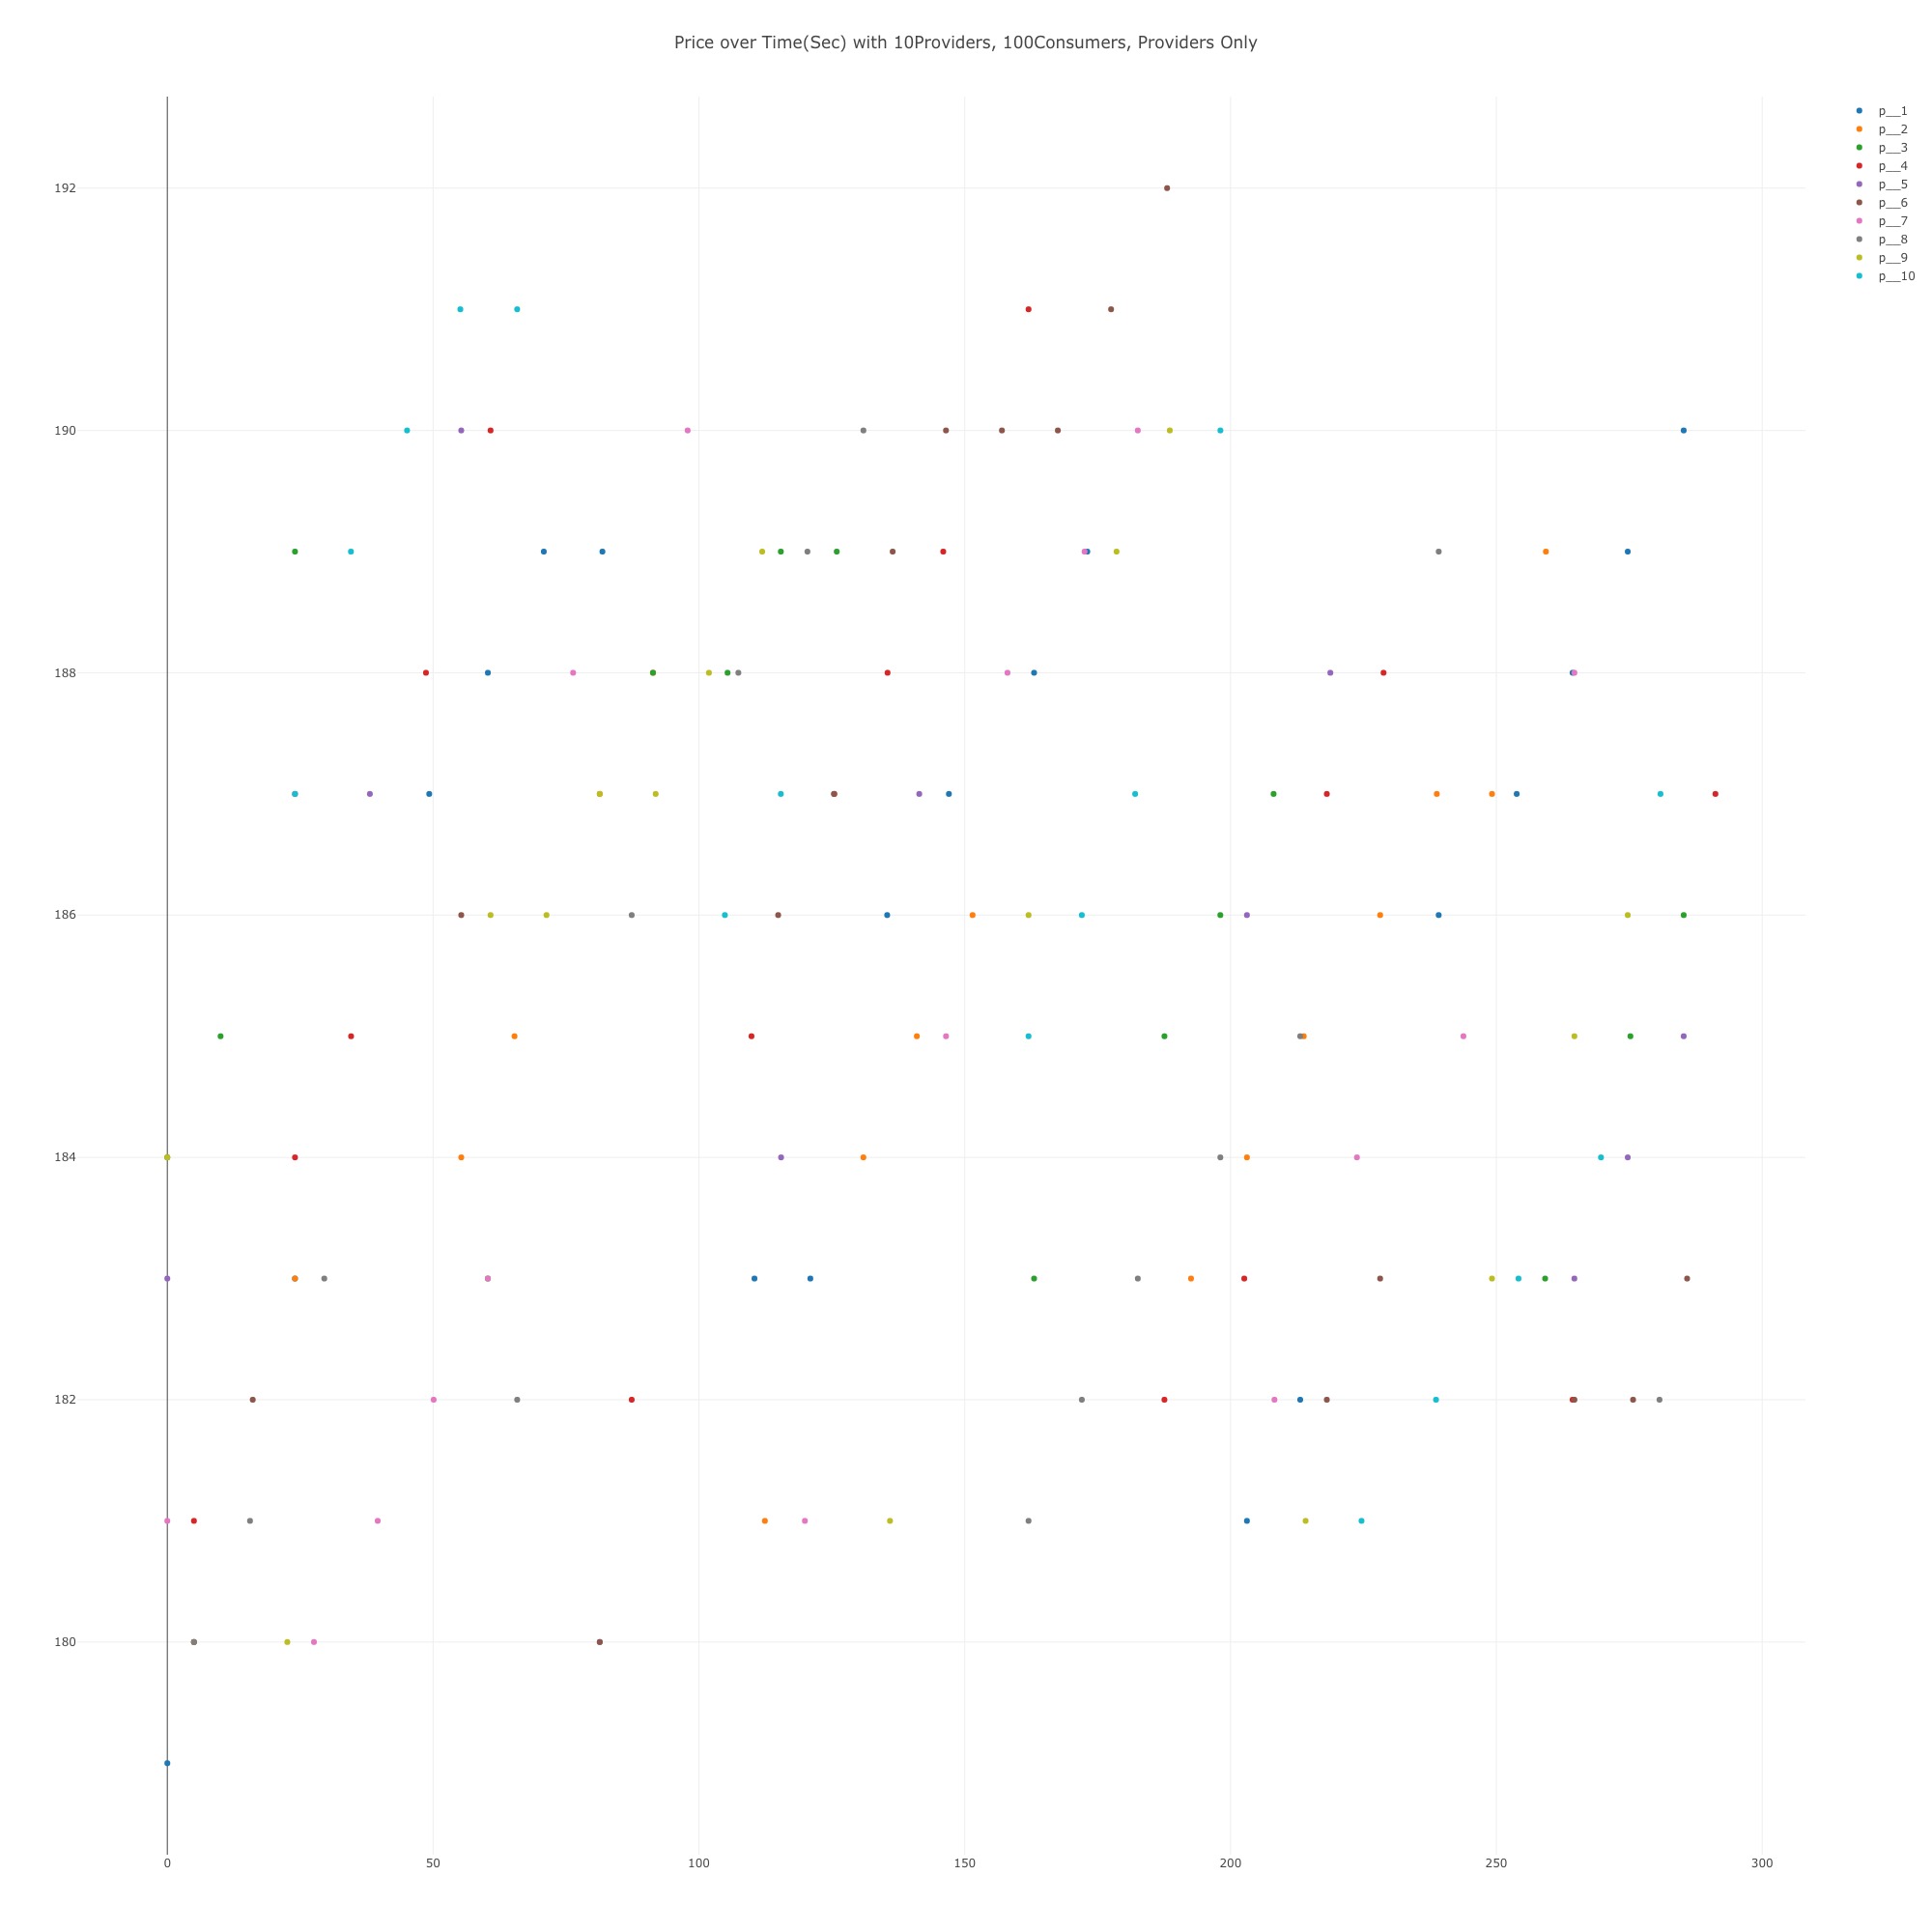 Price over Time(Sec) with 10Providers, 100Consumers, Providers Only
p__1
p__2
p__3
p__4
p__5
p__6
p__7
p__8
p__9
p__10
192
190
188
186
184
182
180
0
50
100
150
200
250
300